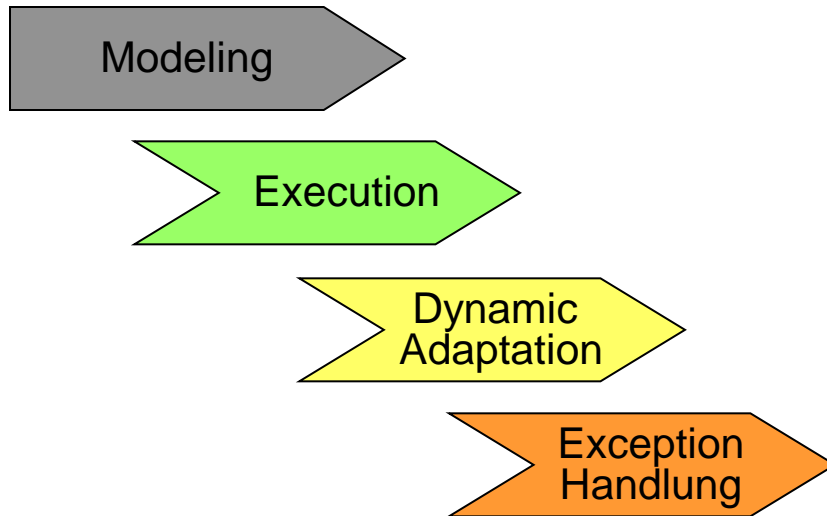 Modeling
Execution
Dynamic
Adaptation
Exception
Handlung